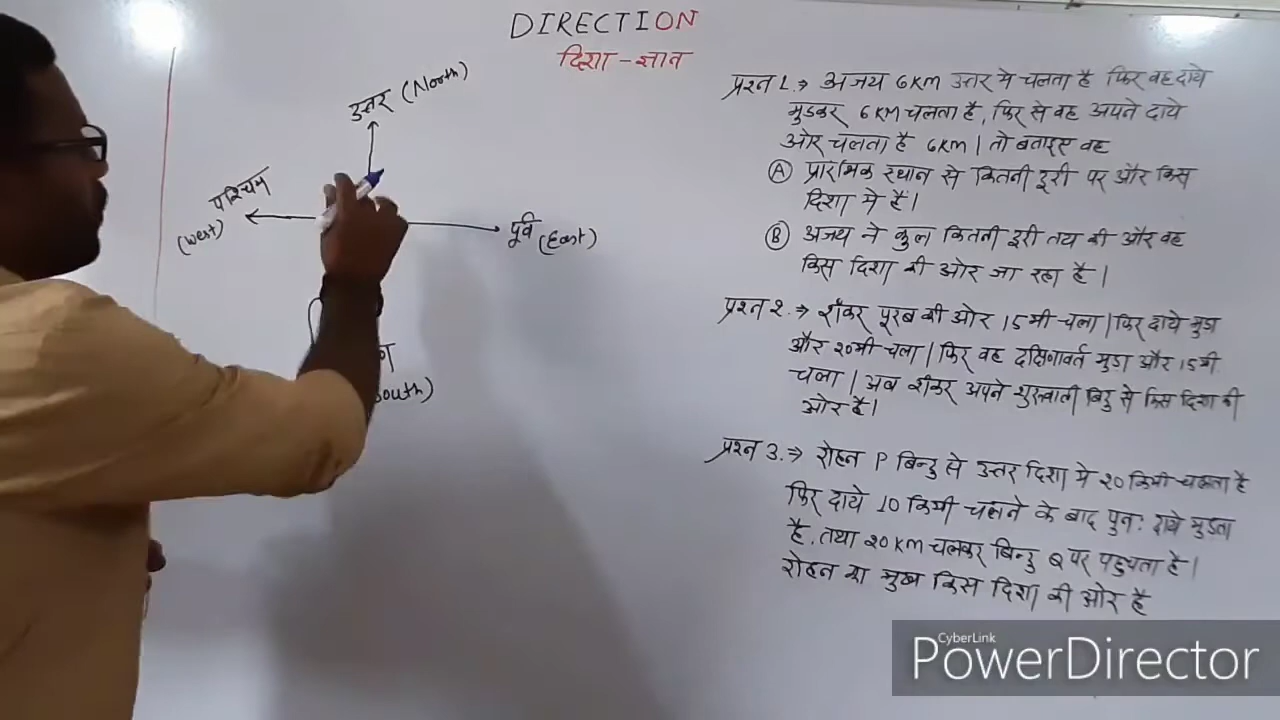 DIRECTION
दिशा - ज्ञान
उत्तर (North)
पश्चिम
(West)
पूर्व (East)
outh)
प्रश्न 1. ⇒ अजय 6KM उत्तर मे चलता है फिर वह दाये
मुडकर 6KM चलता है, फिर से वह अपने दाये
ओर चलता है 6KM | तो बताइए वह
(A) प्रारंभिक स्थान से कितनी दूरी पर और किस
दिशा मे है।
(B) अजय ने कुल कितनी दूरी तय की और वह
किस दिशा की ओर जा रहा है।
प्रश्न 2. ⇒ शंकर पूरब की ओर 15मी चला | फिर दाये मुडा
और 20मी चला | फिर वह दक्षिणावर्त मुडा और 15मी
चला | अब शंकर अपने शुरुवाती बिंदु से किस दिशा की
ओर है।
प्रश्न 3. ⇒ रोहन P बिन्दु से उत्तर दिशा मे 20 किमी चलता है
फिर दाये 10 किमी चलने के बाद पुन: दाये मुडता
है, तथा 20 KM चलकर बिन्दु Q पर पहुचता है।
रोहन का मुख किस दिशा की ओर है
CyberLink
PowerDirector